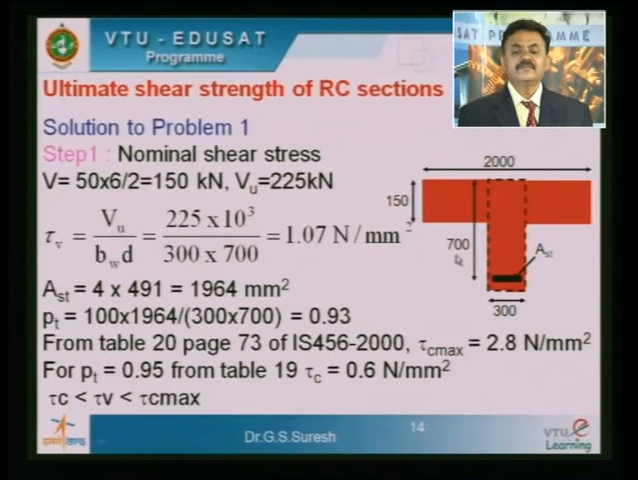 VTU - EDUSAT
Programme
SAT PROGRAMME
Ultimate shear strength of RC sections
Solution to Problem 1
Step1 : Nominal shear stress
V= 50x6/2=150 kN, Vu=225kN
τv = Vu / bwd = 225 x 10³ / 300 x 700 = 1.07 N / mm²
Ast = 4 x 491 = 1964 mm²
pt = 100x1964/(300x700) = 0.93
From table 20 page 73 of IS456-2000, τcmax = 2.8 N/mm²
For pt = 0.95 from table 19 τc = 0.6 N/mm²
τc < τv < τcmax
2000
150
700
Ast
300
Dr.G.S.Suresh
14
VTU e
Learning